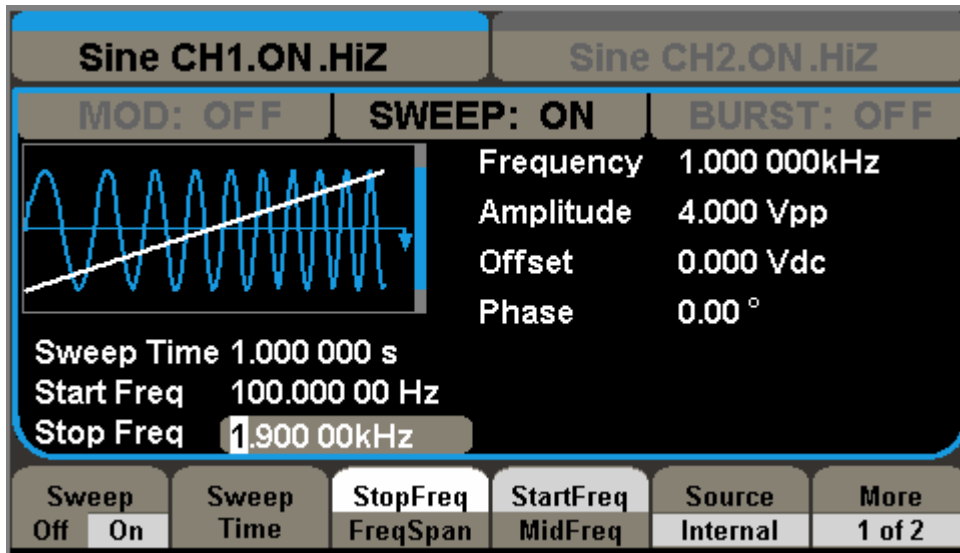 Sine CH1.ON.HiZ
Sine CH2.ON.HiZ
MOD: OFF
SWEEP: ON
BURST: OFF
Frequency 1.000 000kHz
Amplitude 4.000 Vpp
Offset 0.000 Vdc
Phase 0.00 °
Sweep Time 1.000 000 s
Start Freq 100.000 00 Hz
Stop Freq 1.900 00kHz
Sweep
Off On
Sweep
Time
StopFreq
FreqSpan
StartFreq
MidFreq
Source
Internal
More
1 of 2